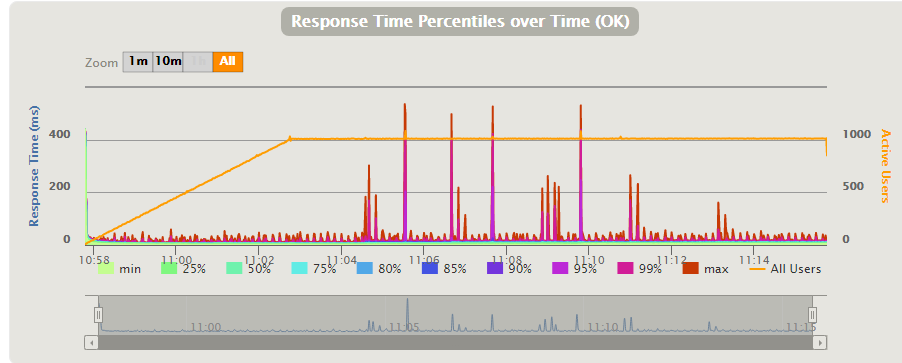 Response Time Percentiles over Time (OK)
Zoom 1m 10m 1h All
Response Time (ms)
400
200
0
1000
500
0
Active Users
10:58 11:00 11:02 11:04 11:06 11:08 11:10 11:12 11:14
min 25% 50% 75% 80% 85% 90% 95% 99% max All Users
11:00 11:05 11:10 11:15